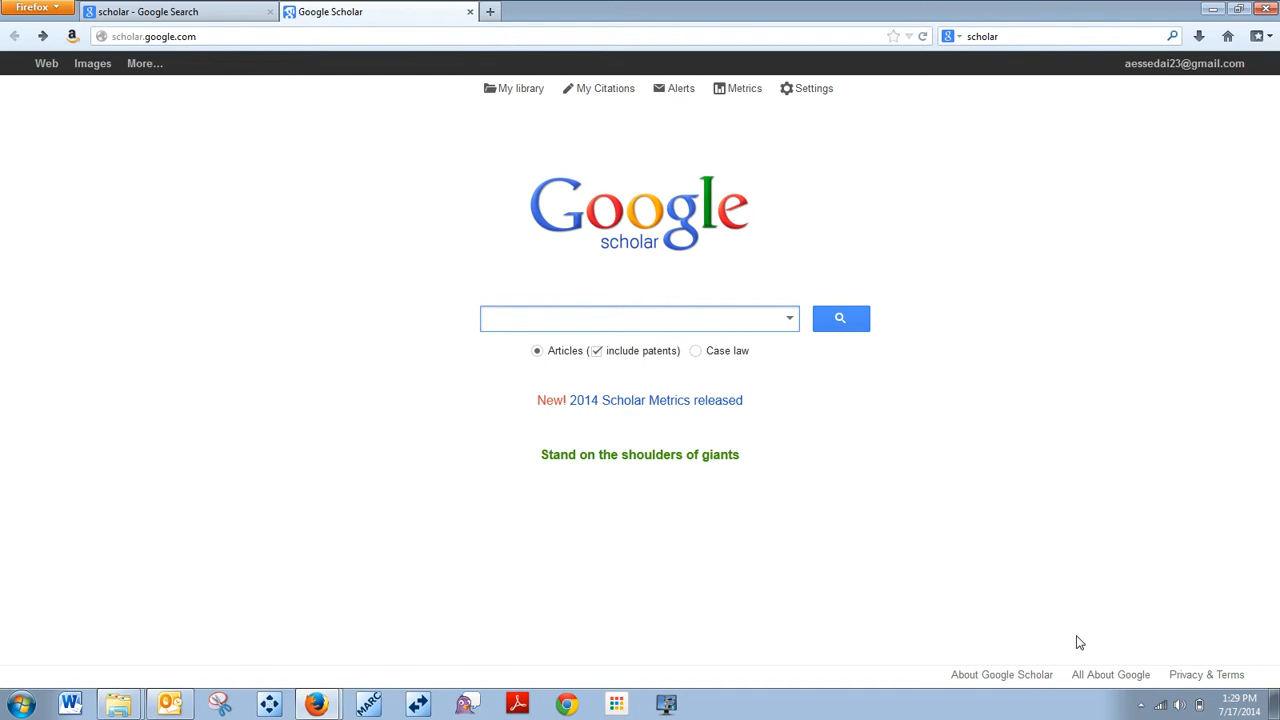 Firefox
scholar - Google Search
Google Scholar
scholar.google.com
scholar
Web Images More...
aessedai23@gmail.com
My library My Citations Alerts Metrics Settings
Google
scholar
Articles (include patents) Case law
New! 2014 Scholar Metrics released
Stand on the shoulders of giants
About Google Scholar All About Google Privacy & Terms
MARC
1:29 PM
7/17/2014